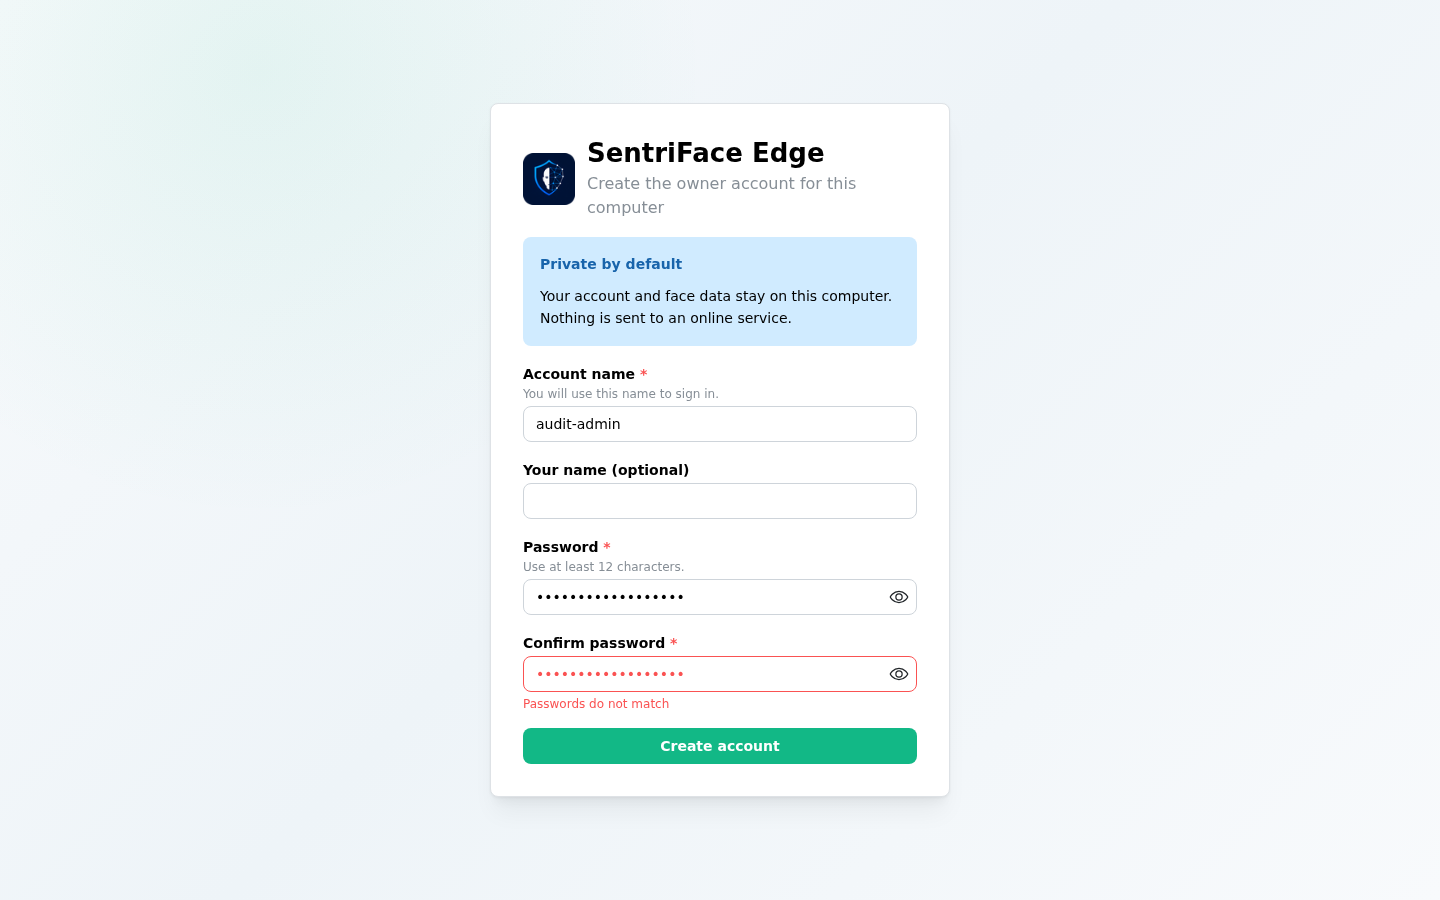 SentriFace Edge
Create the owner account for this
computer
Private by default
Your account and face data stay on this computer.
Nothing is sent to an online service.
Account name *
You will use this name to sign in.
audit-admin
Your name (optional)
Password *
Use at least 12 characters.
••••••••••••••••••
Confirm password *
••••••••••••••••••
Passwords do not match
Create account